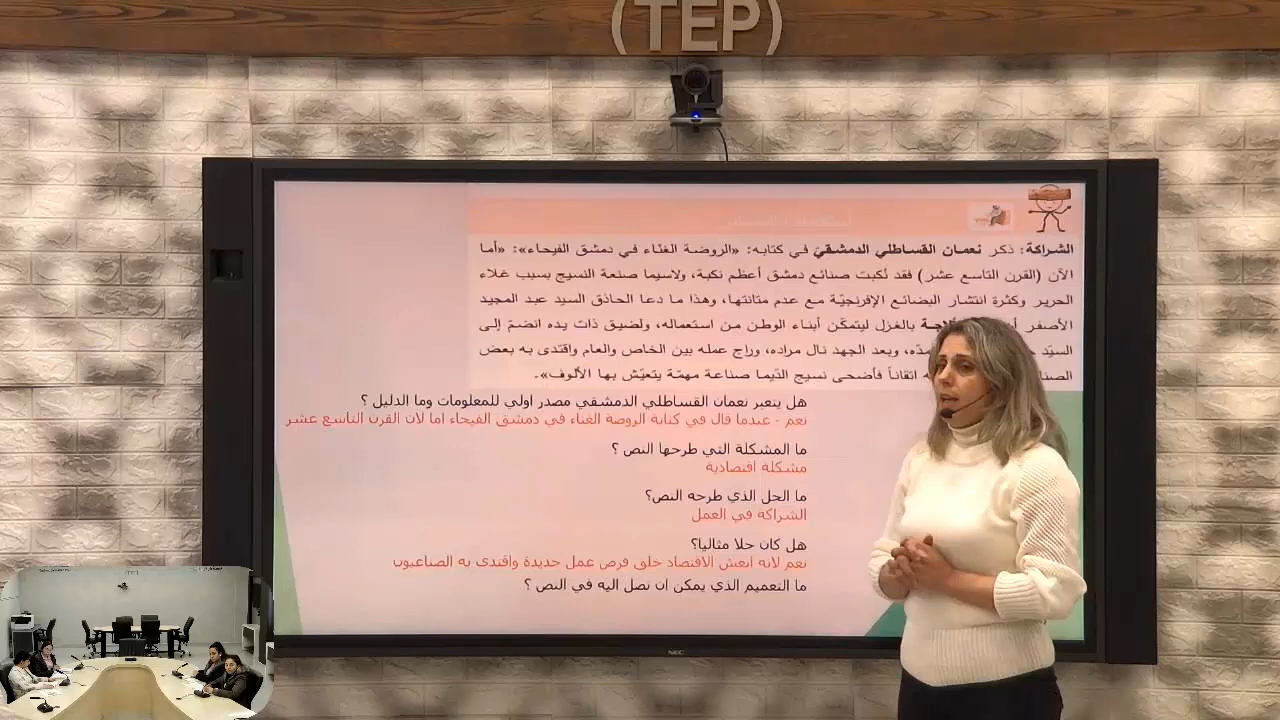 (TEP)
الشراكة: ذكر نعمان القساطلي الدمشقيّ في كتابه: «الروضة الغنّاء في دمشق الفيحاء»: «أما
الآن (القرن التاسع عشر) فقد نُكبت صنائع دمشق أعظم نكبة، ولاسيما صنعة النسيج بسبب غلاء
الحرير وكثرة انتشار البضائع الإفرنجيّة مع عدم متانتها، وهذا ما دعا الحاذق السيد عبد المجيد
الأصفر بالغزل ليتمكّن أبناء الوطن من استعماله، ولضيق ذات يده انضمّ إلى
السيّد وبعد الجهد نال مراده، وراج عمله بين الخاص والعام واقتدى به بعض
اتقاناً فأضحى نسيج الدّيما صناعة مهمّة يتعيّش بها الألوف».
هل يتعبر نعمان القساطلي الدمشقي مصدر اولي للمعلومات وما الدليل ؟
نعم - عندما قال في كتابة الروضة الغناء في دمشق الفيحاء اما لان القرن التاسع عشر
ما المشكلة التي طرحها النص ؟
مشكلة اقتصادية
ما الحل الذي طرحه النص؟
الشراكة في العمل
هل كان حلا مثاليا؟
نعم لانه انعش الاقتصاد خلق فرص عمل جديدة واقتدى به الصناعيون
ما التعميم الذي يمكن ان نصل اليه في النص ؟
NEC